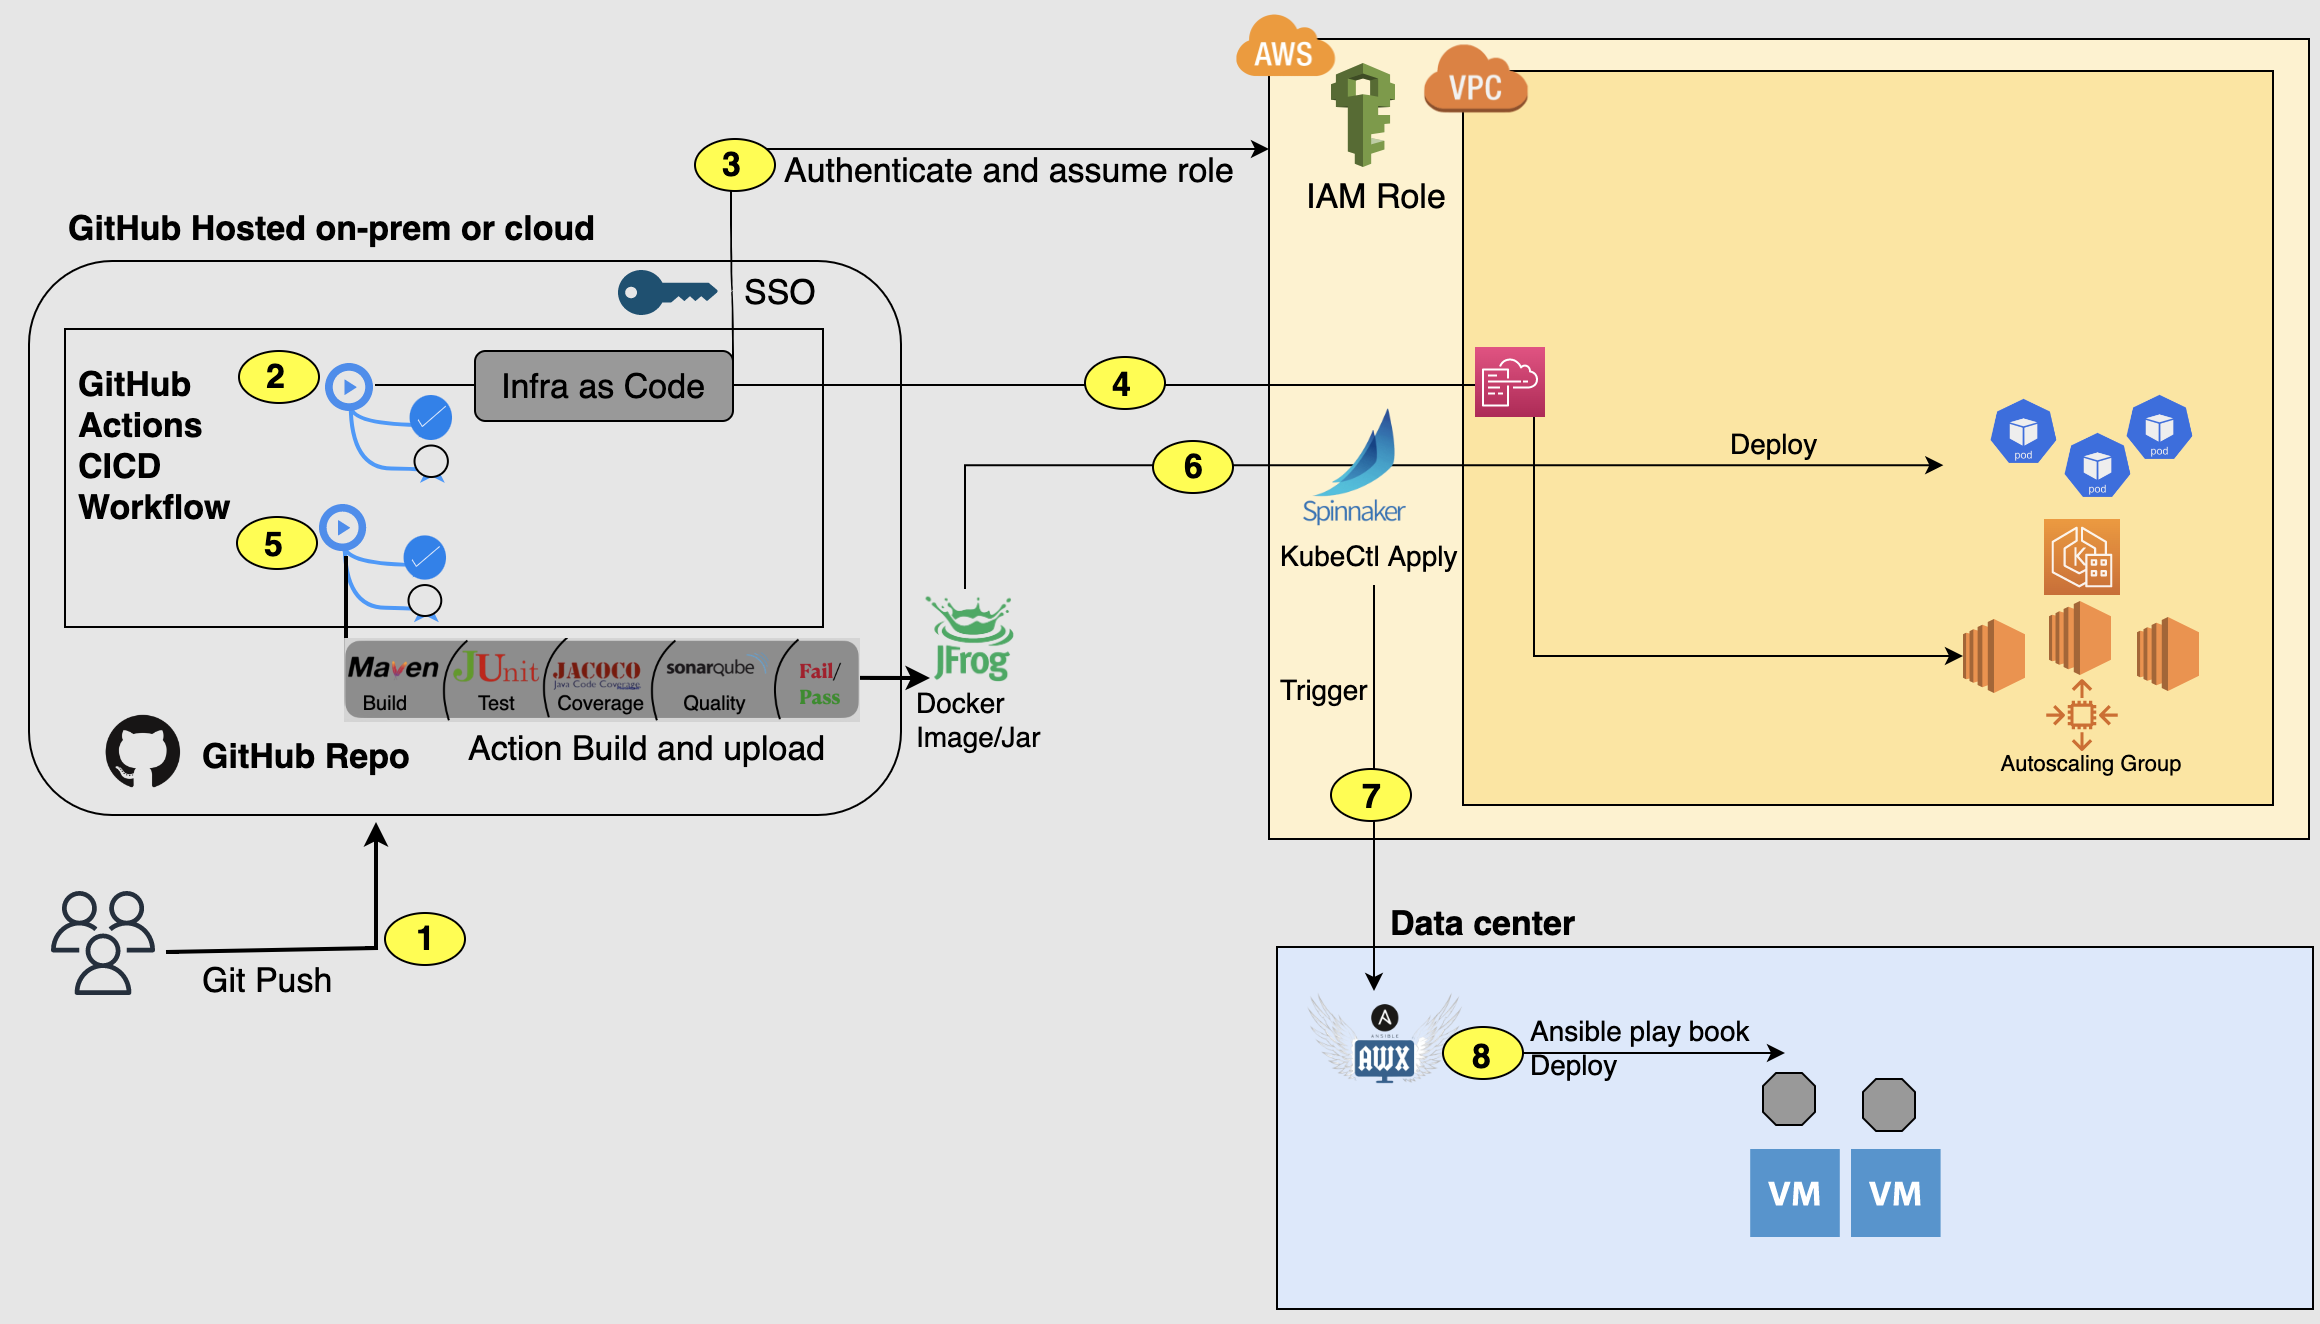 AWS
VPC
3
Authenticate and assume role
IAM Role
GitHub Hosted on-prem or cloud
SSO
2
GitHub
Actions
CICD
Workflow
Infra as Code
4
Deploy
pod
pod
pod
6
Spinnaker
KubeCtl Apply
5
K
Maven
Build
JUnit
Test
JACOCO
Java Code Coverage
Coverage
sonarqube
Quality
Fail/
Pass
JFrog
Docker
Image/Jar
Trigger
GitHub Repo
Action Build and upload
Autoscaling Group
7
1
Git Push
Data center
A
ANSIBLE
AWX
8
Ansible play book
Deploy
VM
VM